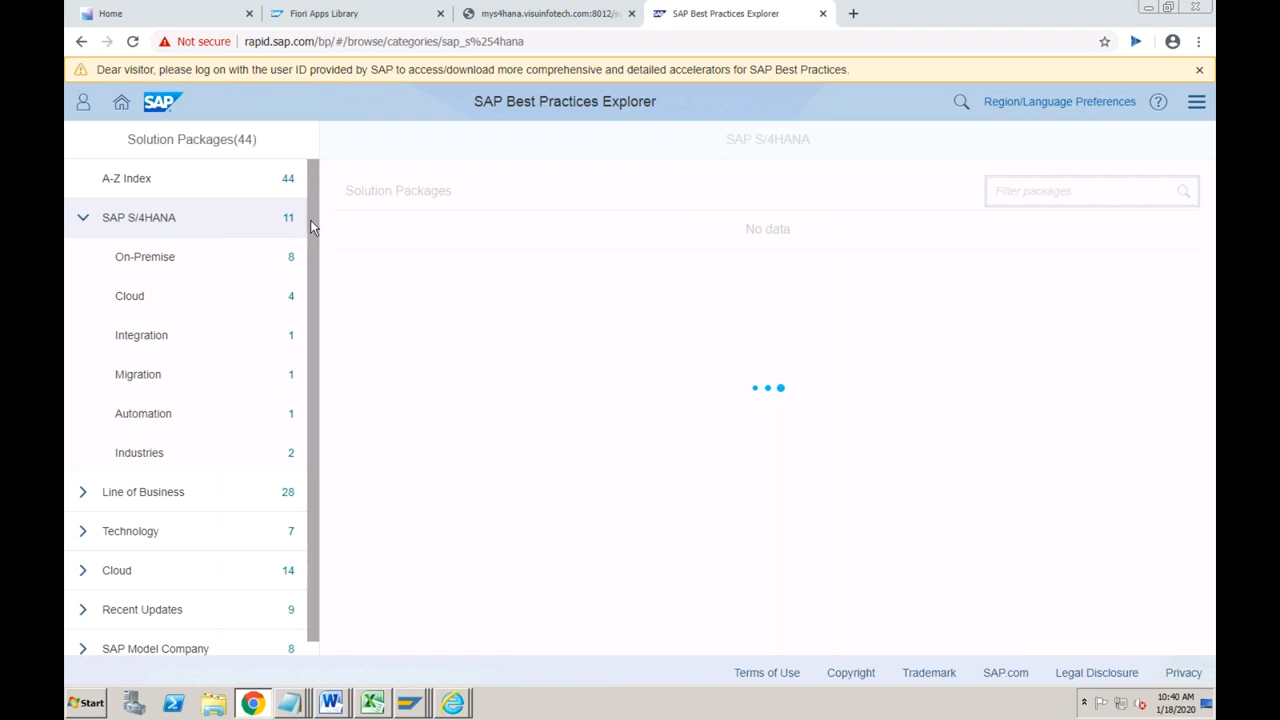 Home
Fiori Apps Library
mys4hana.visuinfotech.com:8012/s
SAP Best Practices Explorer
Not secure
rapid.sap.com/bp/#/browse/categories/sap_s%254hana
Dear visitor, please log on with the user ID provided by SAP to access/download more comprehensive and detailed accelerators for SAP Best Practices.
SAP
SAP Best Practices Explorer
Region/Language Preferences
Solution Packages(44)
SAP S/4HANA
A-Z Index 44
Solution Packages
Filter packages
SAP S/4HANA 11
No data
On-Premise 8
Cloud 4
Integration 1
Migration 1
Automation 1
Industries 2
Line of Business 28
Technology 7
Cloud 14
Recent Updates 9
SAP Model Company 8
Terms of Use
Copyright
Trademark
SAP.com
Legal Disclosure
Privacy
Start
10:40 AM
1/18/2020